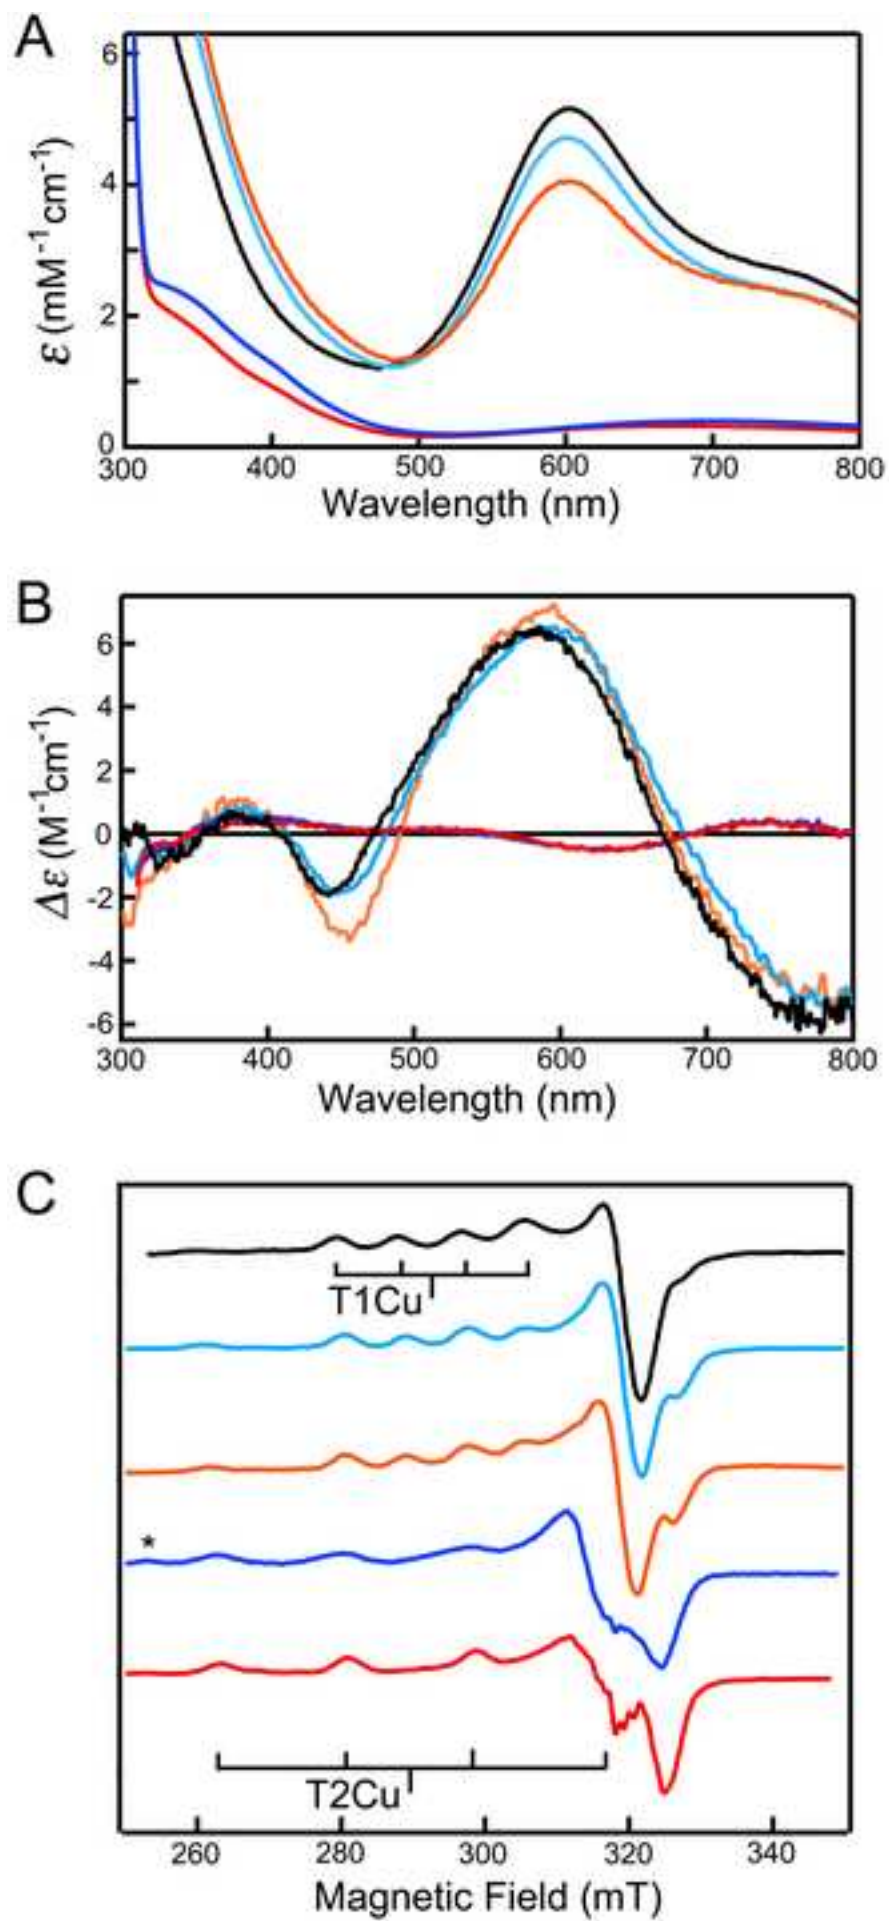 A
6
4
2
0
ε (mM⁻¹cm⁻¹)
300 400 500 600 700 800
Wavelength (nm)
B
6
4
2
0
-2
-4
-6
Δε (M⁻¹cm⁻¹)
300 400 500 600 700 800
Wavelength (nm)
C
T1Cu
*
T2Cu
260 280 300 320 340
Magnetic Field (mT)